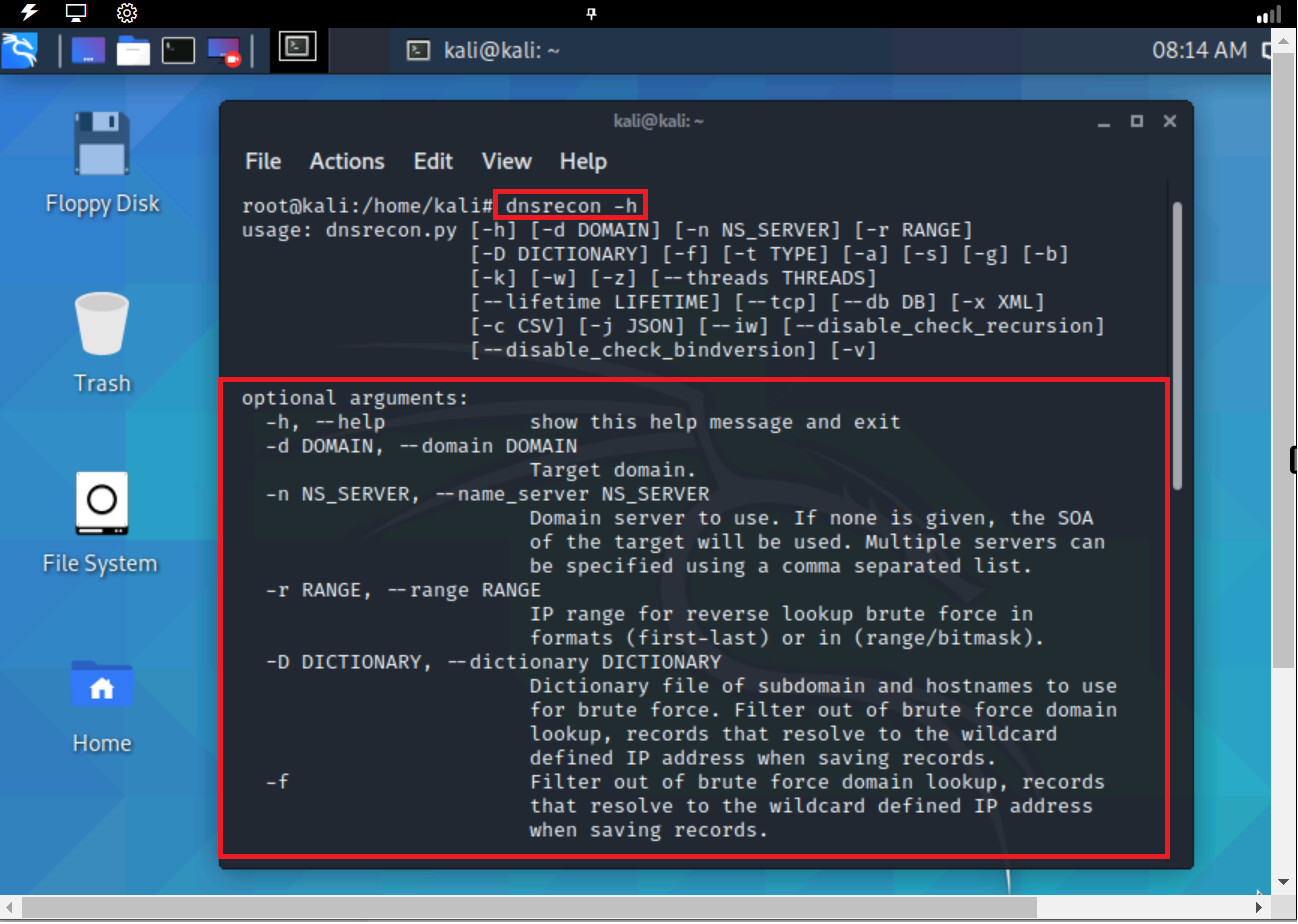 kali@kali: ~
08:14 AM
Floppy Disk
Trash
File System
Home
kali@kali: ~
File Actions Edit View Help
root@kali:/home/kali# dnsrecon -h
usage: dnsrecon.py [-h] [-d DOMAIN] [-n NS_SERVER] [-r RANGE]
[-D DICTIONARY] [-f] [-t TYPE] [-a] [-s] [-g] [-b]
[-k] [-w] [-z] [--threads THREADS]
[--lifetime LIFETIME] [--tcp] [--db DB] [-x XML]
[-c CSV] [-j JSON] [--iw] [--disable_check_recursion]
[--disable_check_bindversion] [-v]
optional arguments:
-h, --help show this help message and exit
-d DOMAIN, --domain DOMAIN
Target domain.
-n NS_SERVER, --name_server NS_SERVER
Domain server to use. If none is given, the SOA
of the target will be used. Multiple servers can
be specified using a comma separated list.
-r RANGE, --range RANGE
IP range for reverse lookup brute force in
formats (first-last) or in (range/bitmask).
-D DICTIONARY, --dictionary DICTIONARY
Dictionary file of subdomain and hostnames to use
for brute force. Filter out of brute force domain
lookup, records that resolve to the wildcard
defined IP address when saving records.
-f Filter out of brute force domain lookup, records
that resolve to the wildcard defined IP address
when saving records.